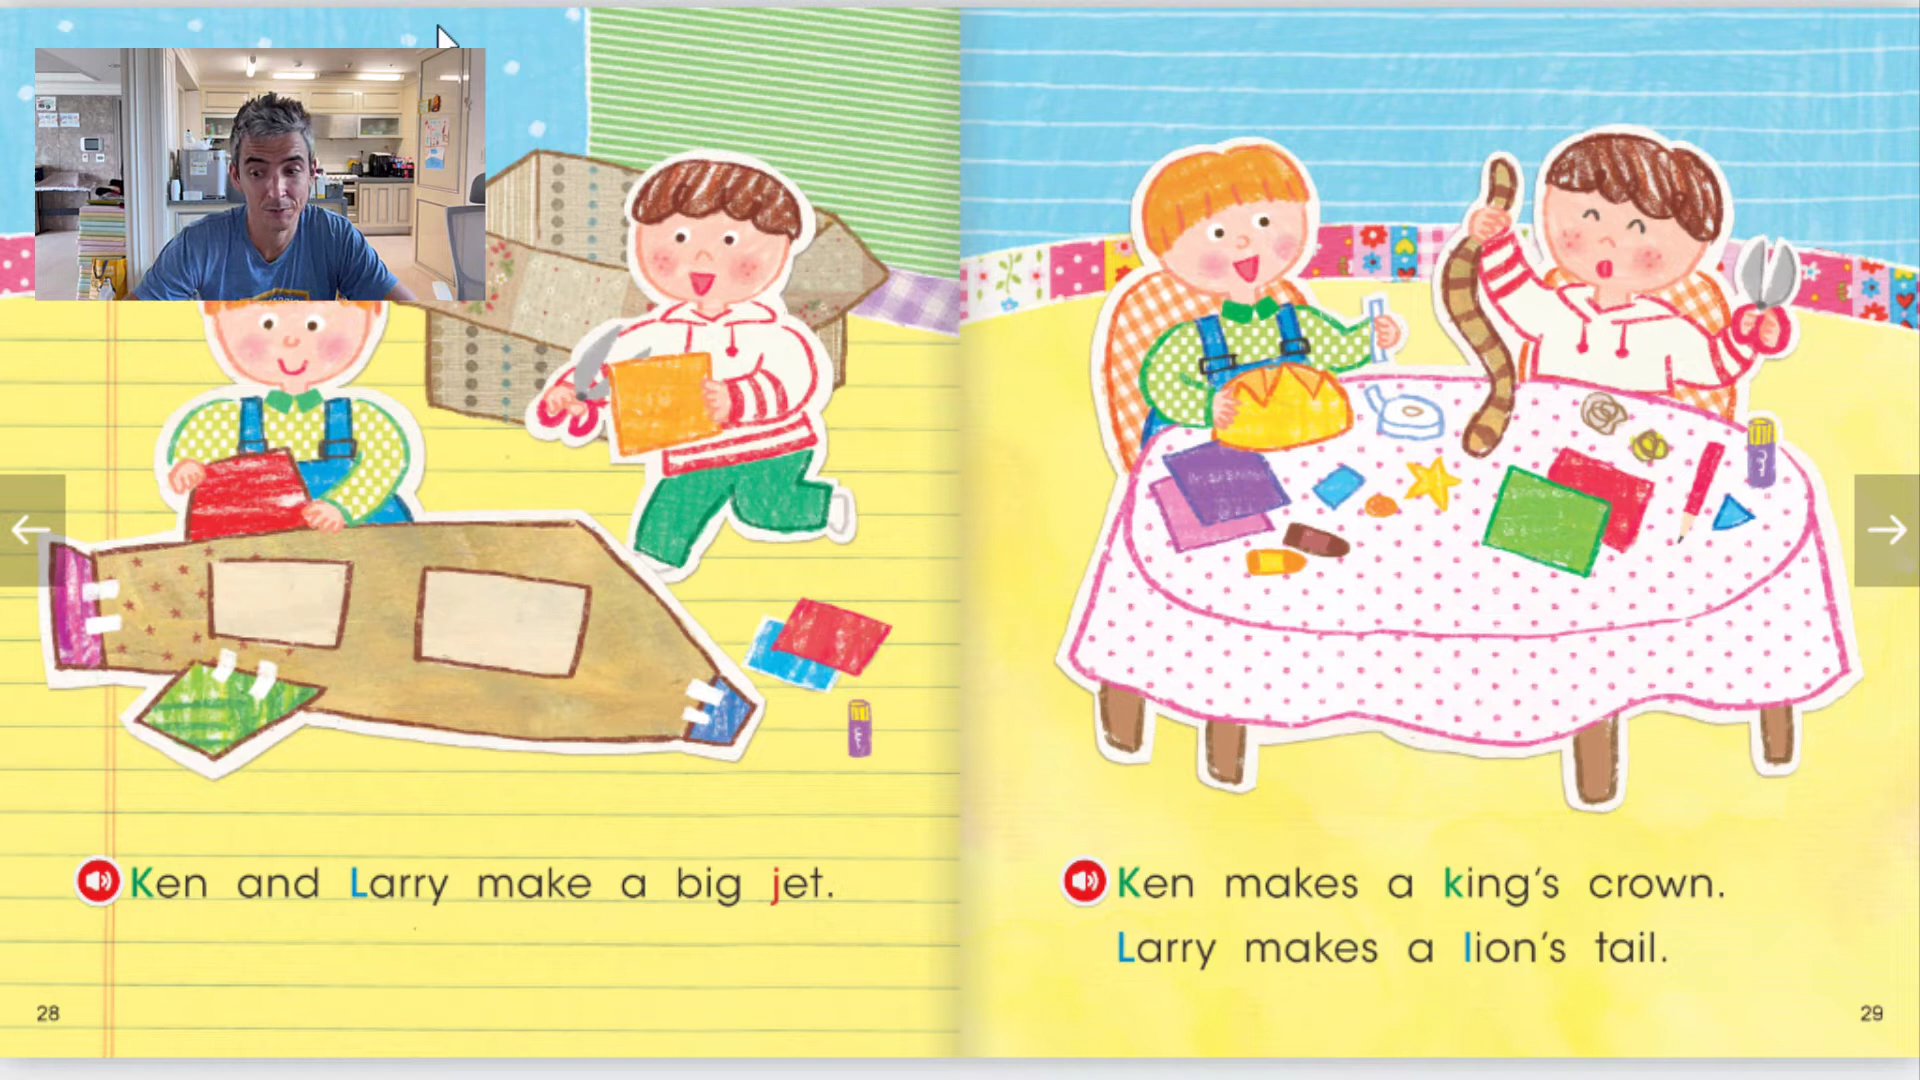 Ken and Larry make a big jet.
28
Ken makes a king's crown.
Larry makes a lion's tail.
29